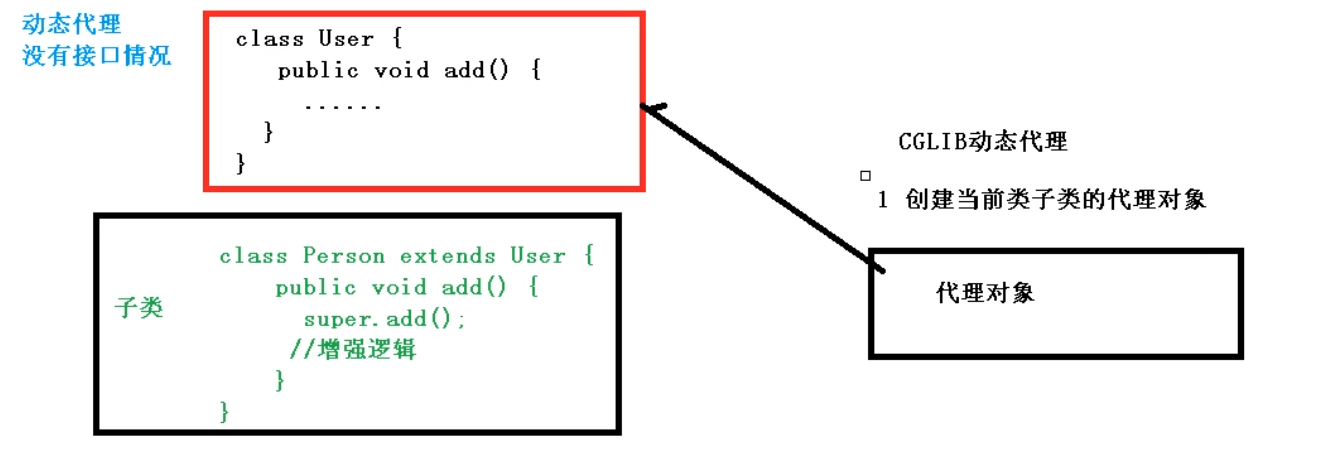 动态代理
没有接口情况
class User {
public void add() {
......
}
}
子类
class Person extends User {
public void add() {
super.add();
//增强逻辑
}
}
CGLIB动态代理
1 创建当前类子类的代理对象
代理对象